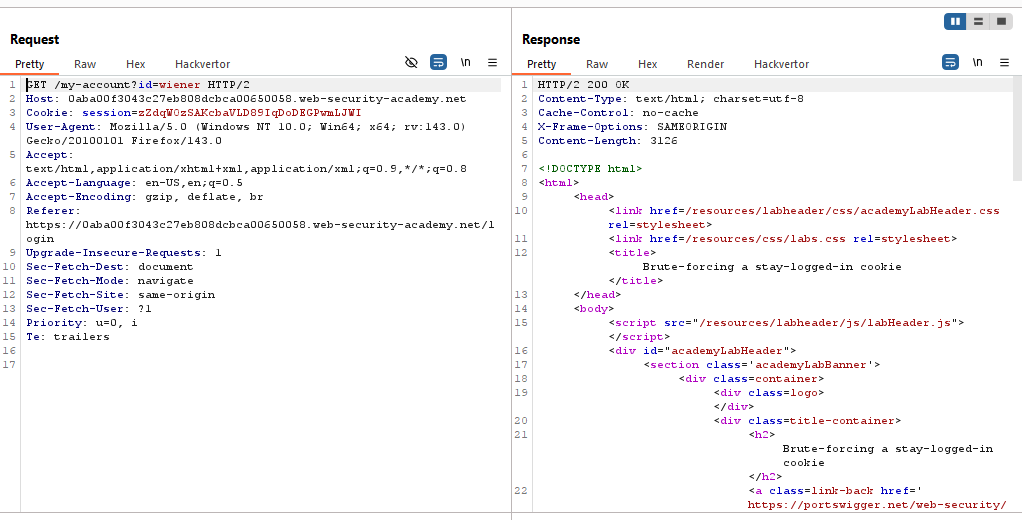 Request
Pretty Raw Hex Hackvertor \n
1 GET /my-account?id=wiener HTTP/2
2 Host: 0aba00f3043c27eb808dcbca00650058.web-security-academy.net
3 Cookie: session=zZdqWOzSAKcbaVLD89IqDoDEGPwmLJWI
4 User-Agent: Mozilla/5.0 (Windows NT 10.0; Win64; x64; rv:143.0)
Gecko/20100101 Firefox/143.0
5 Accept:
text/html,application/xhtml+xml,application/xml;q=0.9,*/*;q=0.8
6 Accept-Language: en-US,en;q=0.5
7 Accept-Encoding: gzip, deflate, br
8 Referer:
https://0aba00f3043c27eb808dcbca00650058.web-security-academy.net/l
ogin
9 Upgrade-Insecure-Requests: 1
10 Sec-Fetch-Dest: document
11 Sec-Fetch-Mode: navigate
12 Sec-Fetch-Site: same-origin
13 Sec-Fetch-User: ?1
14 Priority: u=0, i
15 Te: trailers
16
17
Response
Pretty Raw Hex Render Hackvertor \n
1 HTTP/2 200 OK
2 Content-Type: text/html; charset=utf-8
3 Cache-Control: no-cache
4 X-Frame-Options: SAMEORIGIN
5 Content-Length: 3126
6
7 <!DOCTYPE html>
8 <html>
9 <head>
10 <link href=/resources/labheader/css/academyLabHeader.css
rel=stylesheet>
11 <link href=/resources/css/labs.css rel=stylesheet>
12 <title>
Brute-forcing a stay-logged-in cookie
</title>
13 </head>
14 <body>
15 <script src="/resources/labheader/js/labHeader.js">
</script>
16 <div id="academyLabHeader">
17 <section class='academyLabBanner'>
18 <div class=container>
19 <div class=logo>
</div>
20 <div class=title-container>
21 <h2>
Brute-forcing a stay-logged-in
cookie
</h2>
22 <a class=link-back href='
https://portswigger.net/web-security/